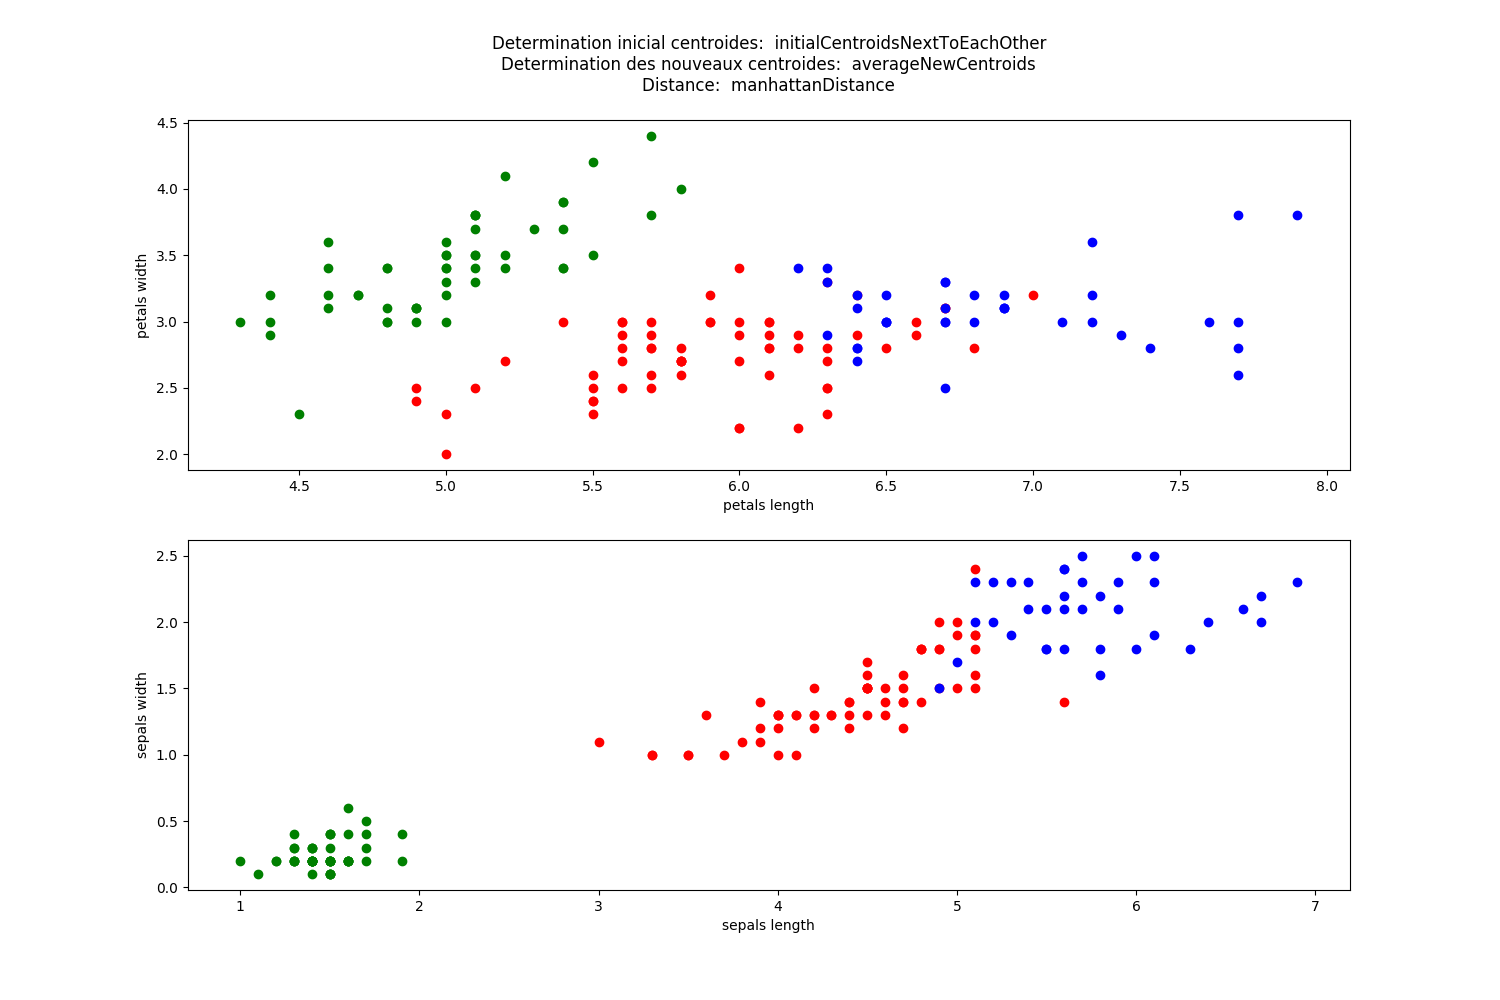 Determination inicial centroides:  initialCentroidsNextToEachOther
Determination des nouveaux centroides:  averageNewCentroids
Distance:  manhattanDistance
4.5
4.0
3.5
3.0
2.5
2.0
petals width
4.5 5.0 5.5 6.0 6.5 7.0 7.5 8.0
petals length
2.5
2.0
1.5
1.0
0.5
0.0
sepals width
1 2 3 4 5 6 7
sepals length